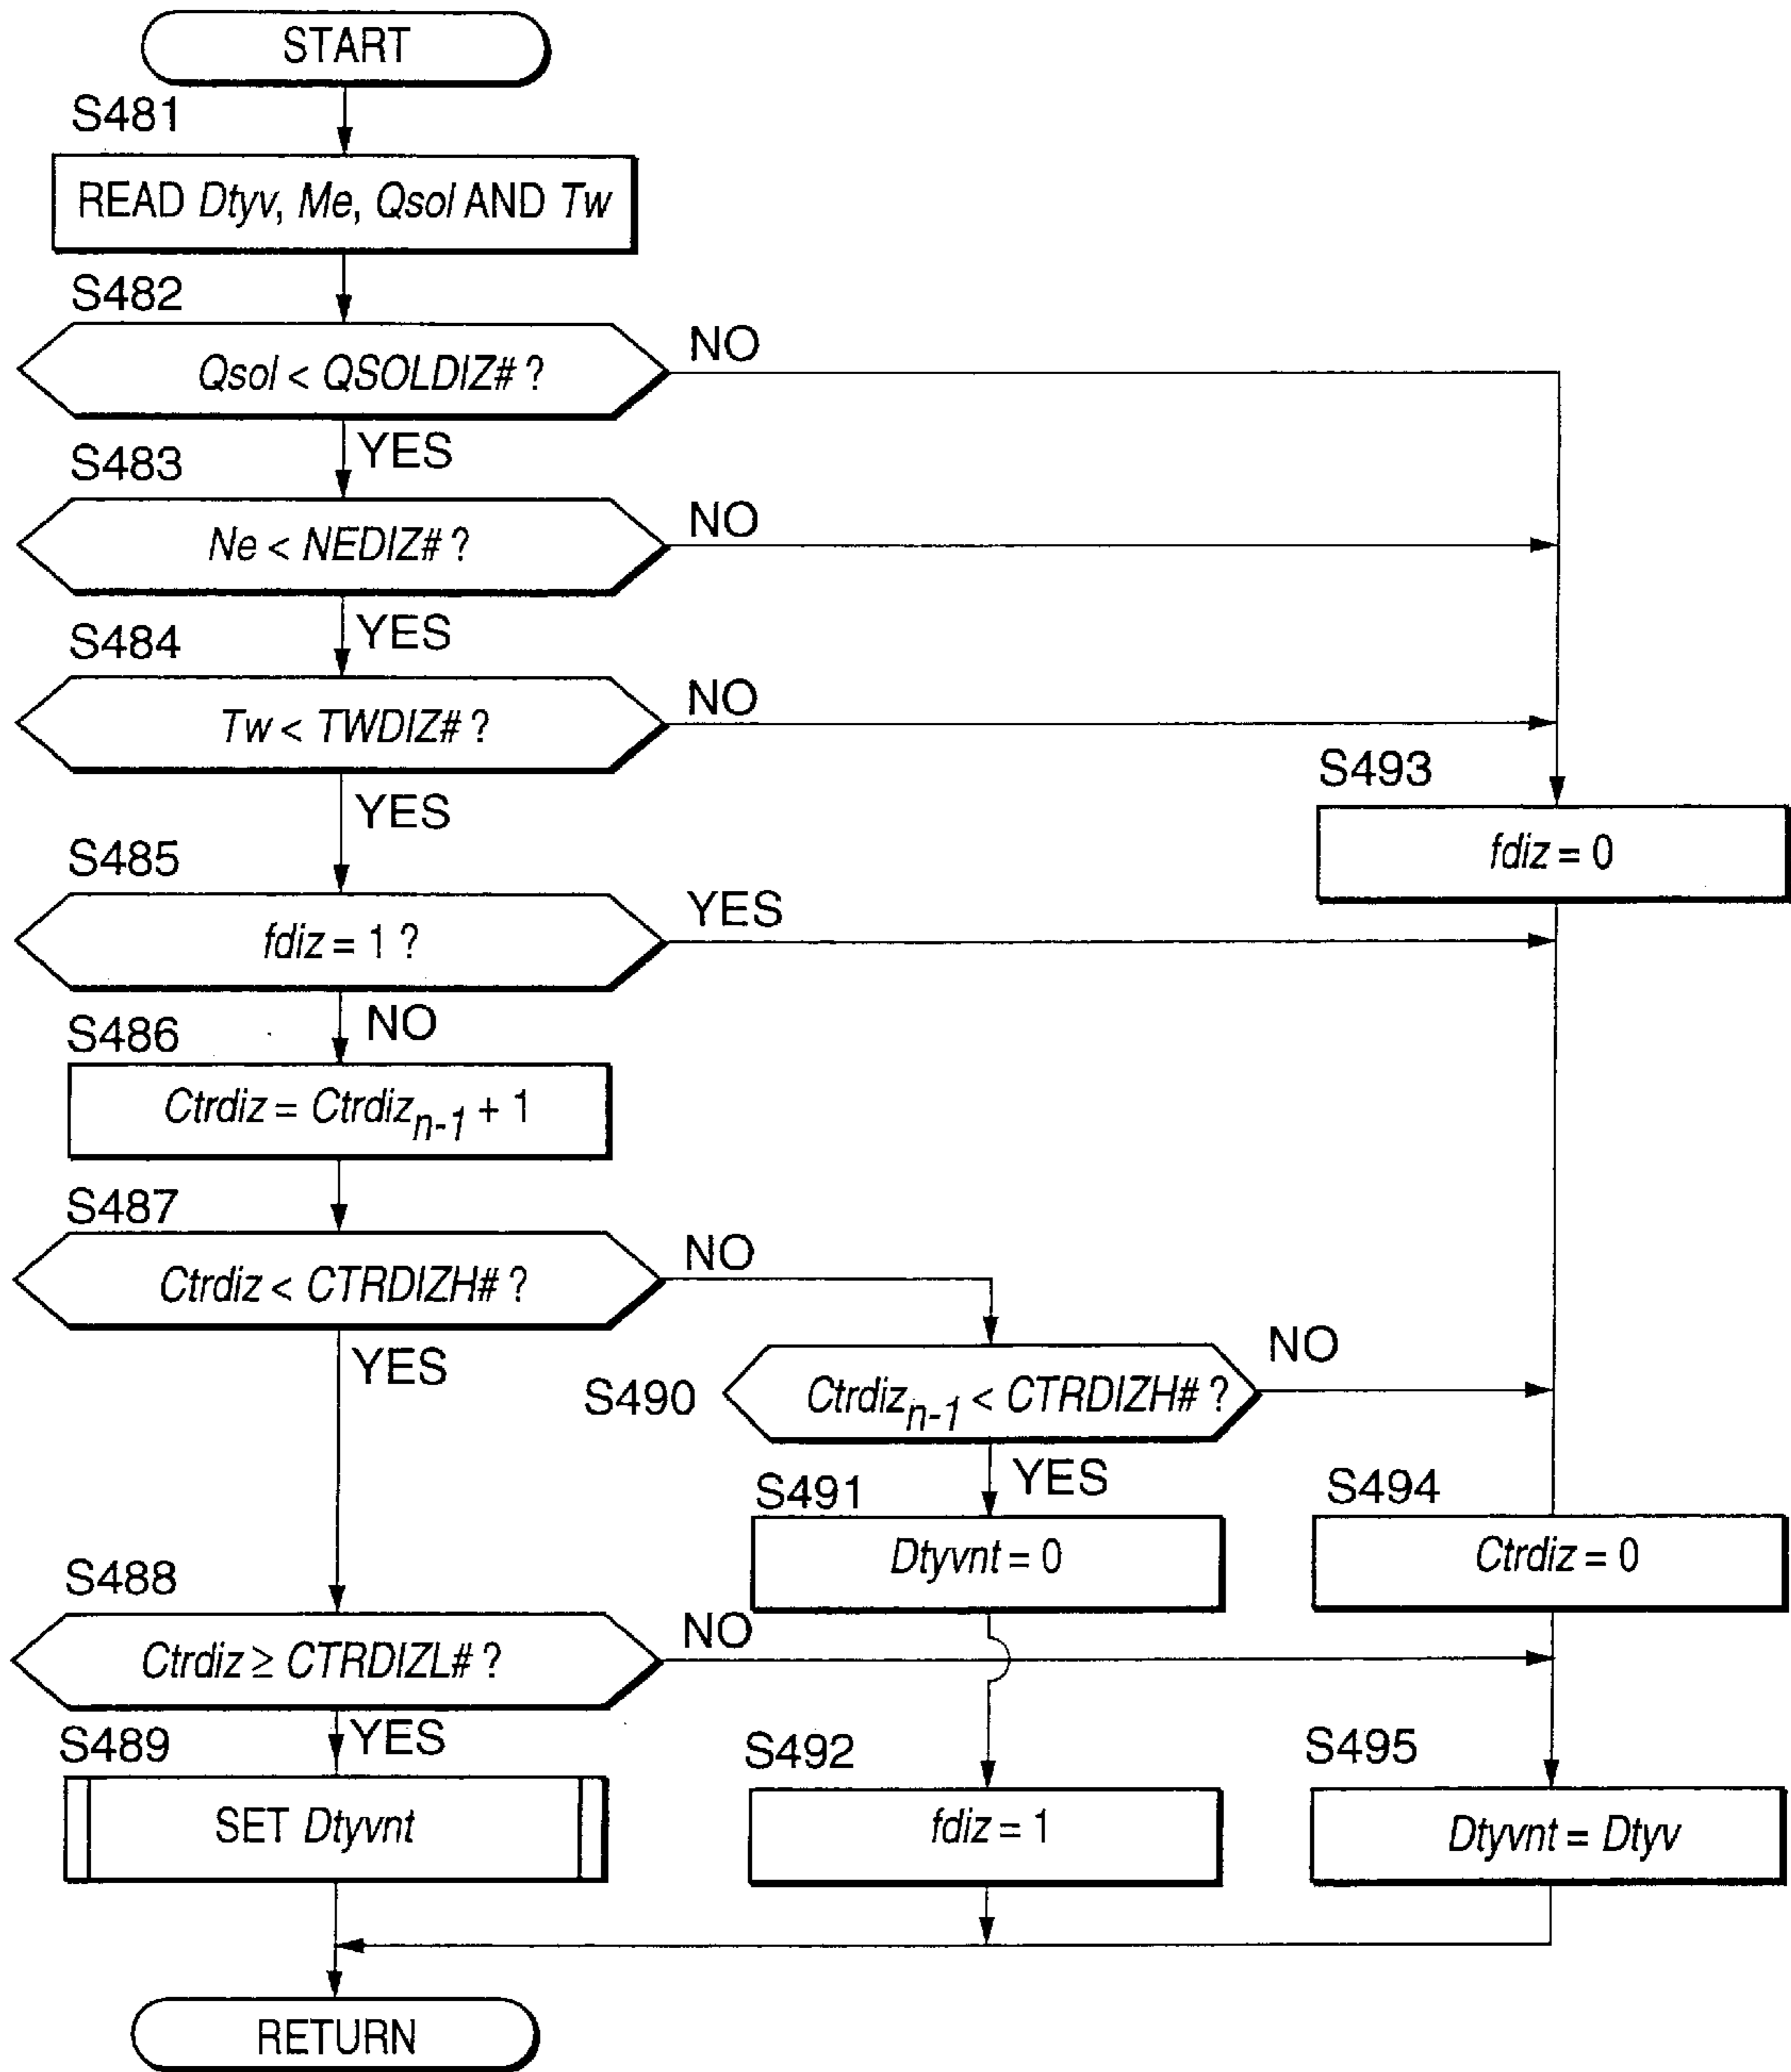 START
S481
READ Dtyv, Me, Qsol AND Tw
S482
Qsol < QSOLDIZ# ?
NO
YES
S483
Ne < NEDIZ# ?
NO
YES
S484
Tw < TWDIZ# ?
NO
YES
S493
fdiz = 0
S485
fdiz = 1 ?
YES
NO
S486
Ctrdiz = Ctrdizn-1 + 1
S487
Ctrdiz < CTRDIZH# ?
NO
YES
S490
Ctrdizn-1 < CTRDIZH# ?
NO
YES
S491
Dtyvnt = 0
S494
Ctrdiz = 0
S488
Ctrdiz ≥ CTRDIZL# ?
NO
YES
S489
SET Dtyvnt
S492
fdiz = 1
S495
Dtyvnt = Dtyv
RETURN